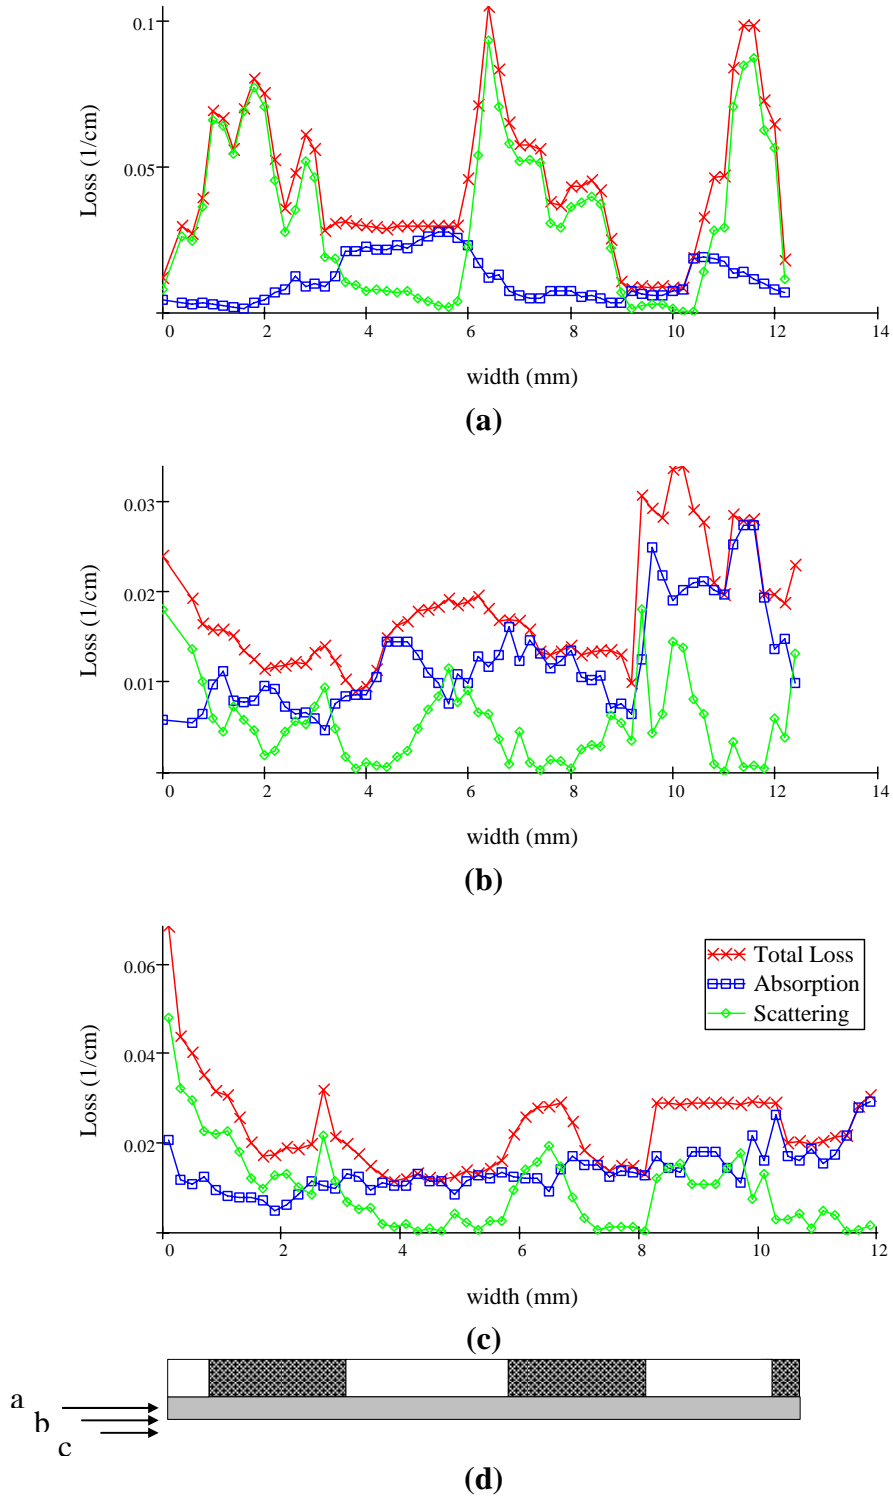 0.1
0.05
Loss (1/cm)
0 2 4 6 8 10 12 14
width (mm)
(a)
0.03
0.02
0.01
Loss (1/cm)
0 2 4 6 8 10 12 14
width (mm)
(b)
0.06
0.04
0.02
Loss (1/cm)
Total Loss
Absorption
Scattering
0 2 4 6 8 10 12
width (mm)
(c)
a
b
c
(d)